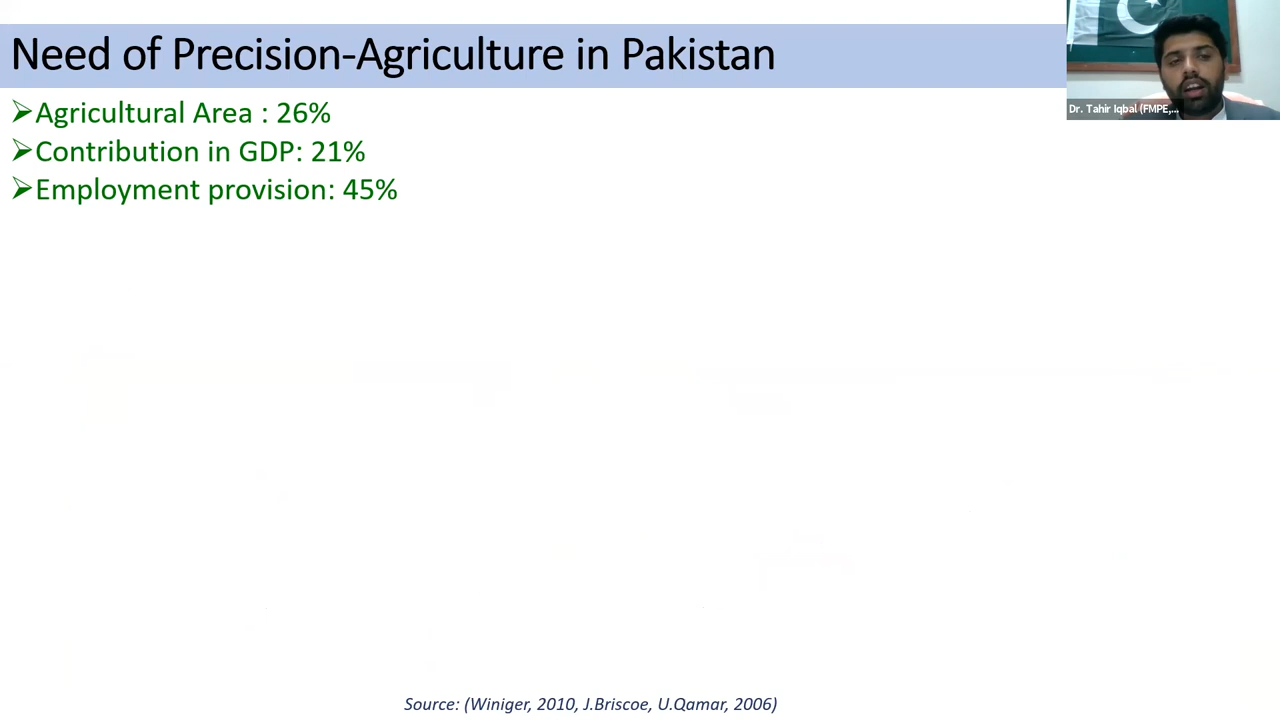 Need of Precision-Agriculture in Pakistan
Dr. Tahir Iqbal (FMPE,...
➢Agricultural Area : 26%
➢Contribution in GDP: 21%
➢Employment provision: 45%
Source: (Winiger, 2010, J.Briscoe, U.Qamar, 2006)